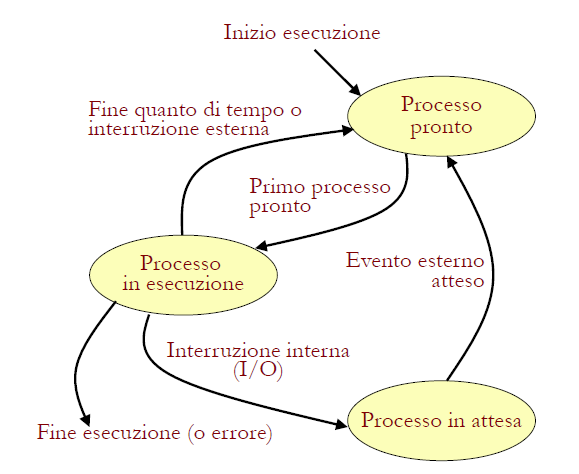 Inizio esecuzione
Processo
pronto
Fine quanto di tempo o
interruzione esterna
Primo processo
pronto
Processo
in esecuzione
Evento esterno
atteso
Interruzione interna
(I/O)
Processo in attesa
Fine esecuzione (o errore)